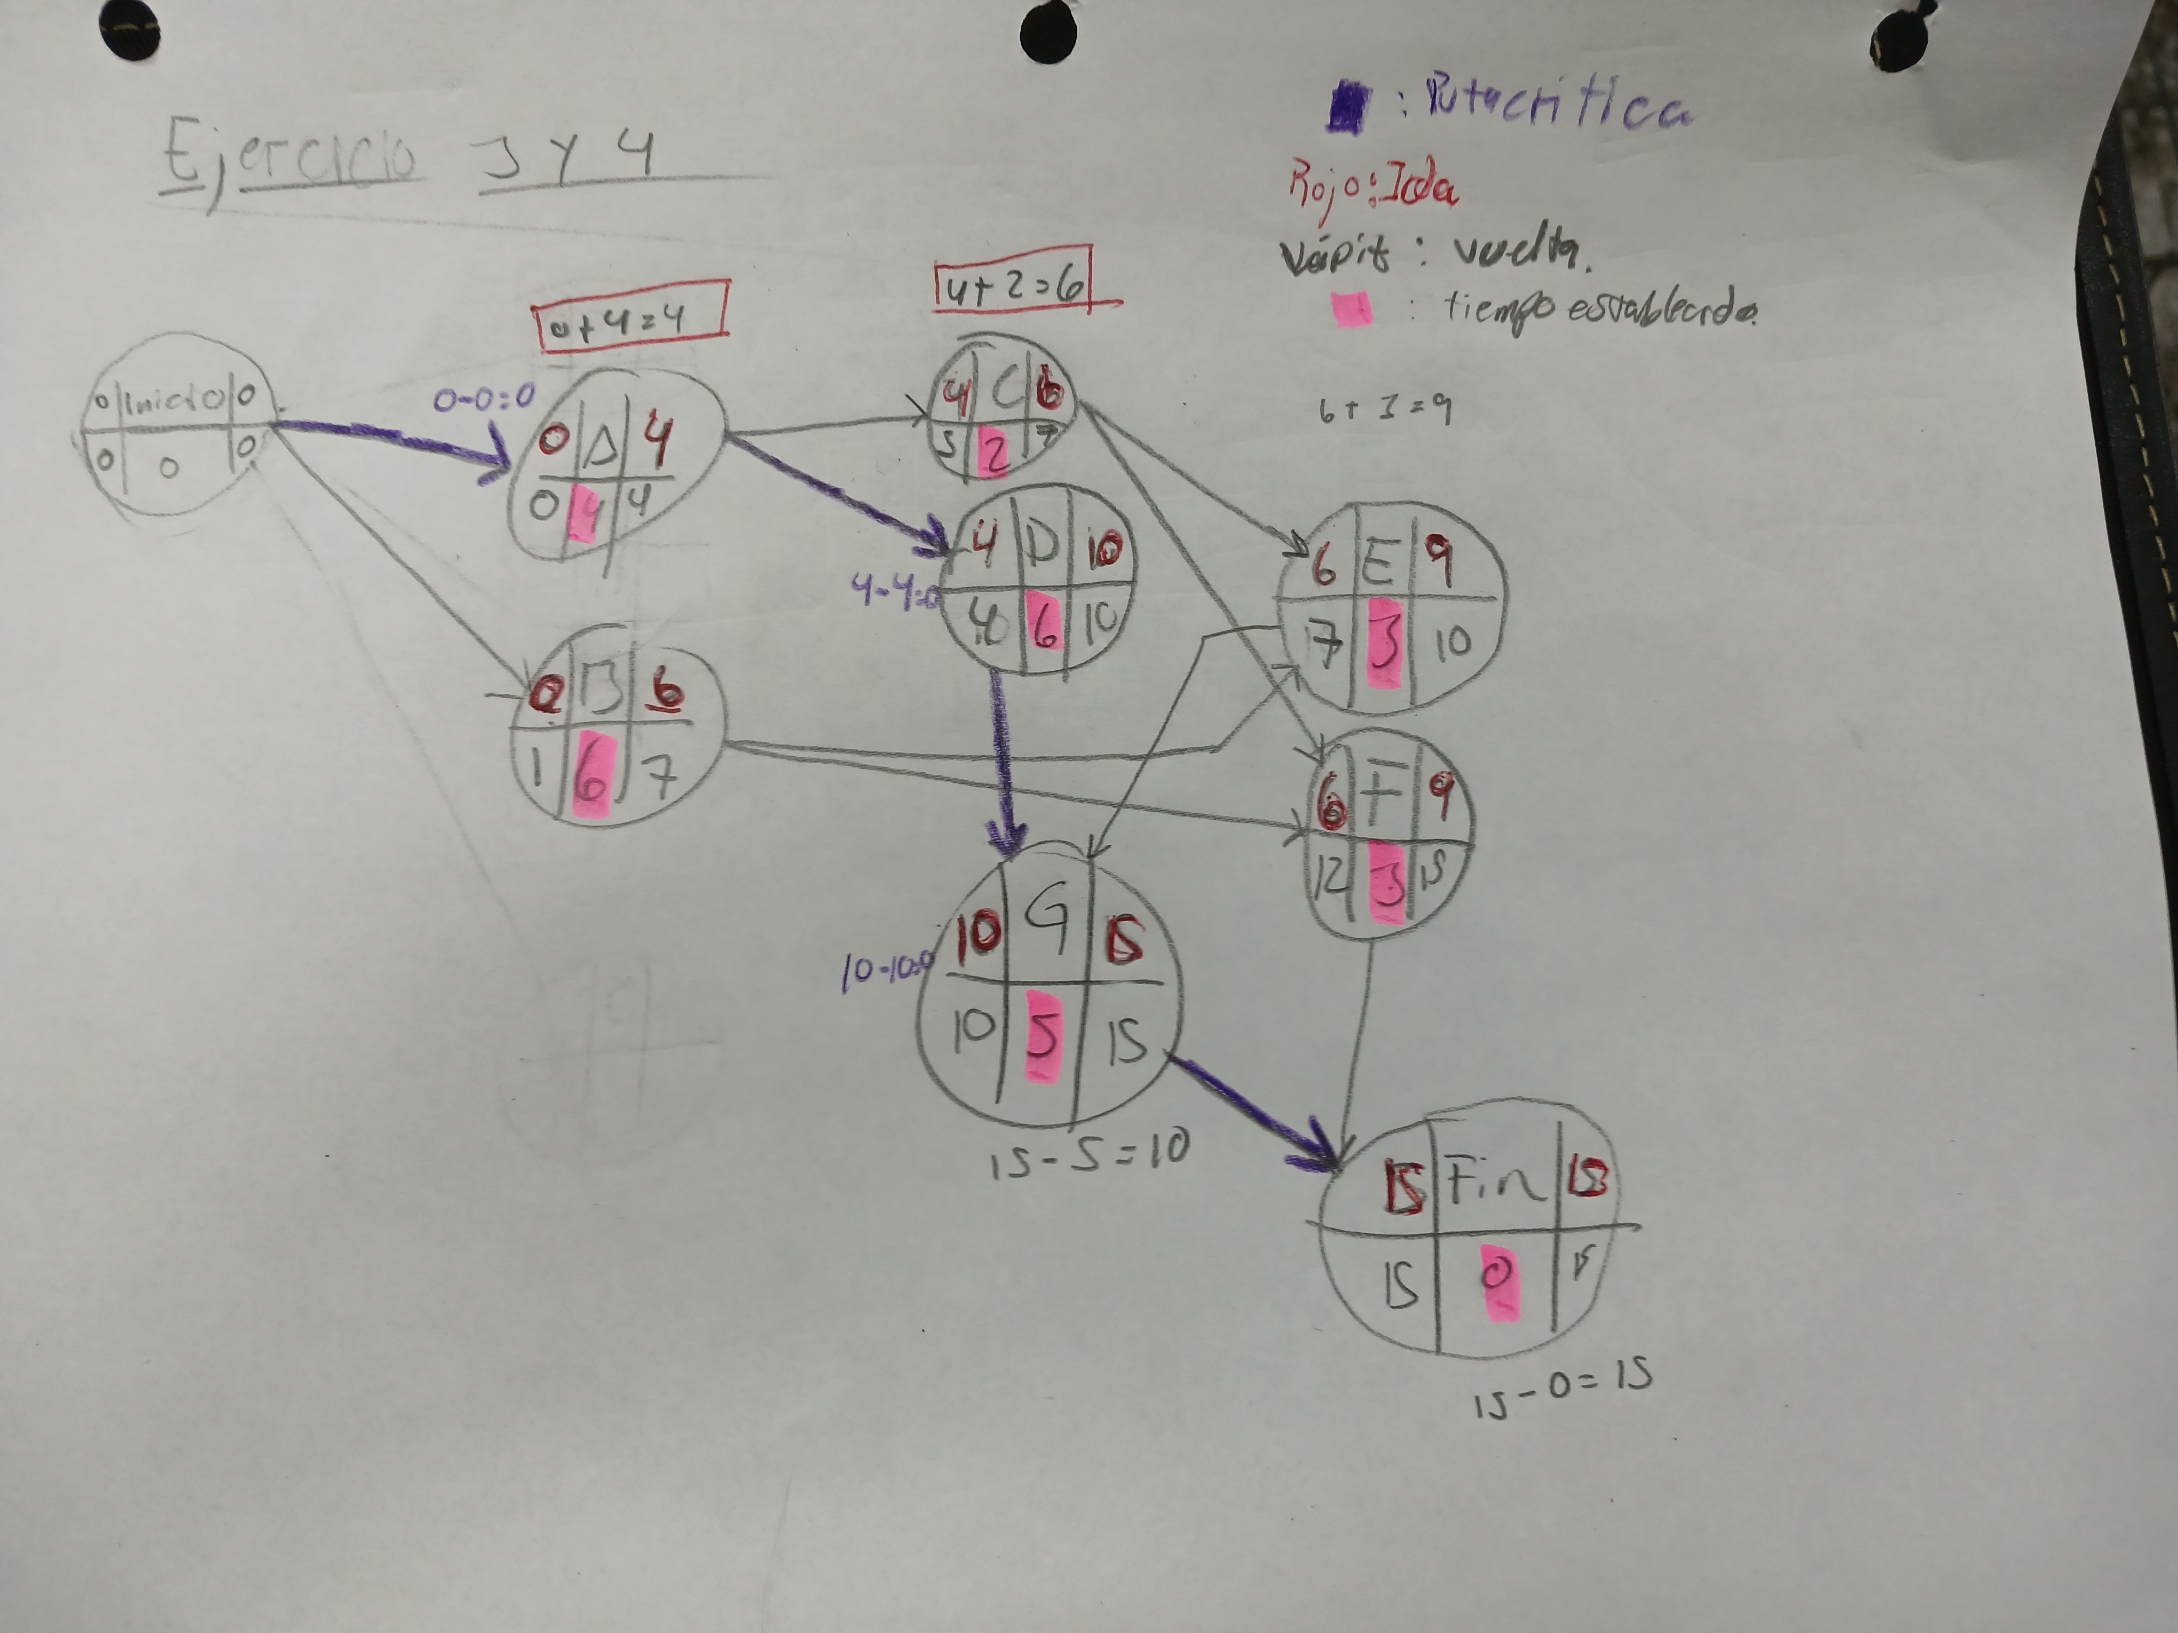 Ejercicio 3 y 4
: Ruta critica
Rojo: Ida
Vápit : vuelta.
: tiempo establecido
0+4=4
4+2=6
6+3=9
0|Inicio|0
0|0|0
0-0:0
0|A|4
0|4|4
0|B|6
1|6|7
4|C|6
5|2|7
4-4=0
4|D|10
4|6|10
6|E|9
7|3|10
6|F|9
12|3|15
10-10=0
10|G|15
10|5|15
15-5=10
15|Fin|15
15|0|15
15-0=15